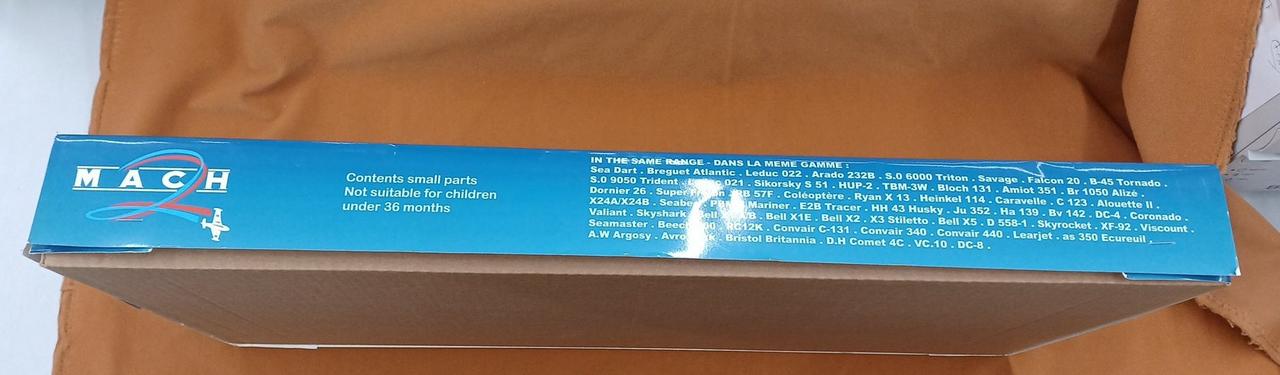 MACH 2
Contents small parts
Not suitable for children
under 36 months
IN THE SAME RANGE - DANS LA MEME GAMME :
Sea Dart . Breguet Atlantic . Leduc 022 . Arado 232B . S.O 6000 Triton . Savage . Falcon 20 . B-45 Tornado .
S.O 9050 Trident . 021 . Sikorsky S 51 . HUP-2 . TBM-3W . Bloch 131 . Amiot 351 . Br 1050 Alizé .
Dornier 26 . Super 57F . Coléoptère . Ryan X 13 . Heinkel 114 . Caravelle . C 123 . Alouette II .
X24A/X24B . Mariner . E2B Tracer . HH 43 Husky . Ju 352 . Ha 139 . Bv 142 . DC-4 . Coronado .
Valiant . Skyshark . Bell . Bell X1E . Bell X2 . X3 Stiletto . Bell X5 . D 558-1 . Skyrocket . XF-92 . Viscount .
Seamaster . RC12K . Convair C-131 . Convair 340 . Convair 440 . Learjet . as 350 Ecureuil .
A.W Argosy . Avro . Bristol Britannia . D.H Comet 4C . VC.10 . DC-8 .